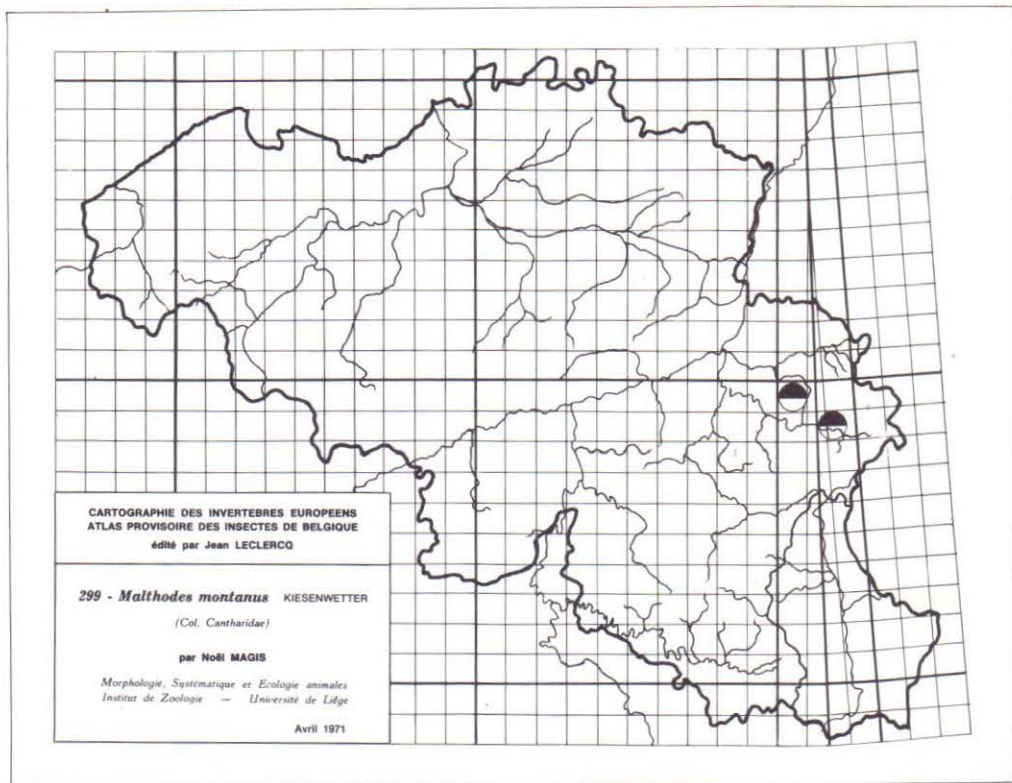 CARTOGRAPHIE DES INVERTEBRES EUROPEENS
ATLAS PROVISOIRE DES INSECTES DE BELGIQUE
édité par Jean LECLERCQ
299 - Malthodes montanus KIESENWETTER
(Col. Cantharidae)
par Noël MAGIS
Morphologie, Systématique et Ecologie animales
Institut de Zoologie — Université de Liège
Avril 1971